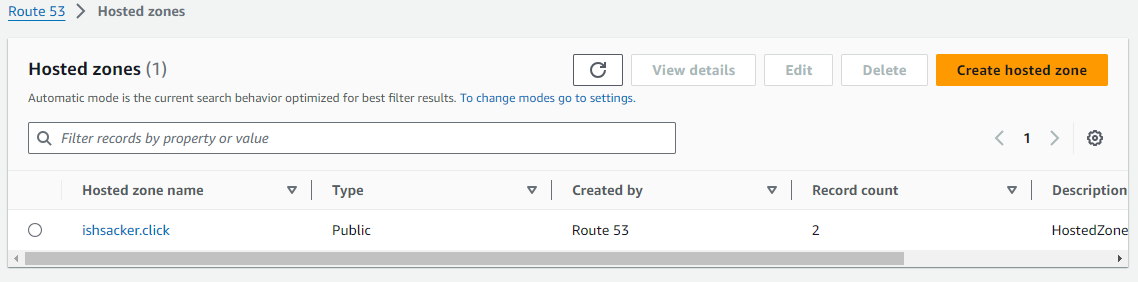 Route 53 > Hosted zones
Hosted zones (1)
View details
Edit
Delete
Create hosted zone
Automatic mode is the current search behavior optimized for best filter results. To change modes go to settings.
Filter records by property or value
1
Hosted zone name Type Created by Record count Description
ishsacker.click Public Route 53 2 HostedZone